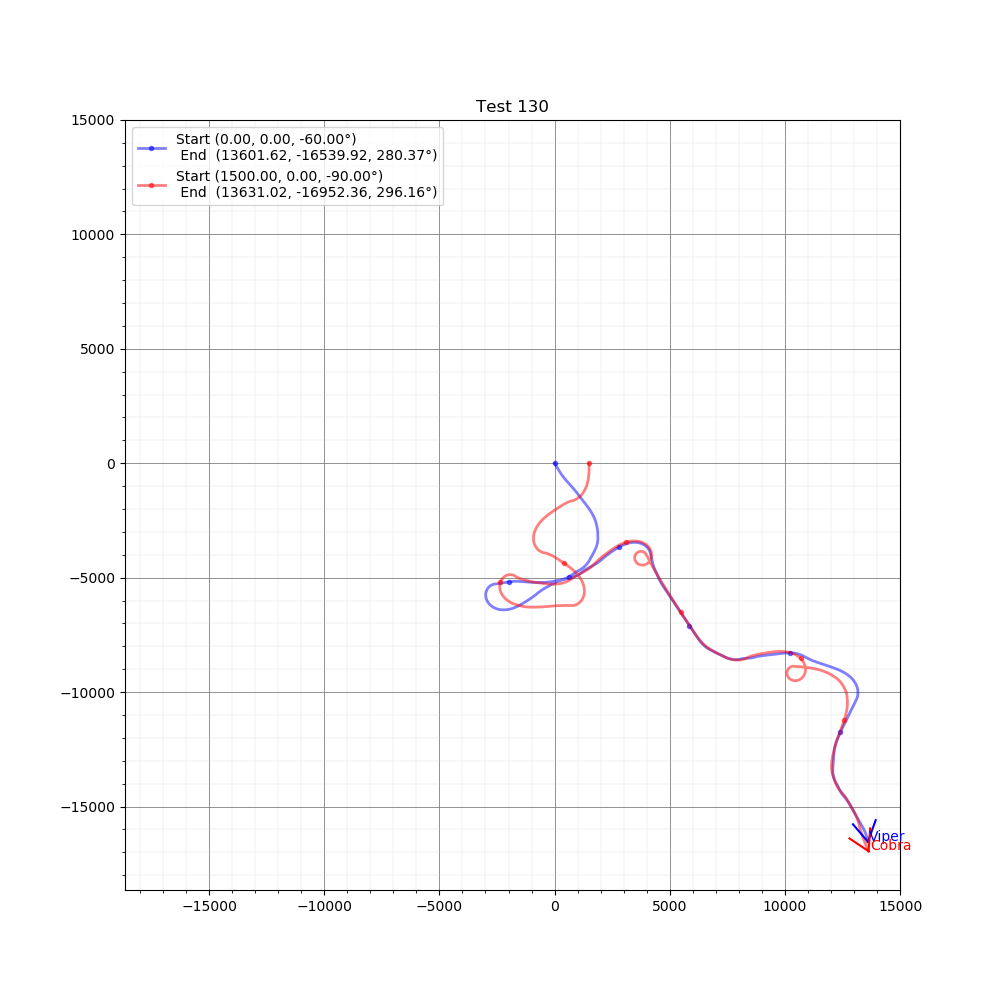 Test 130
Start (0.00, 0.00, -60.00°)
End  (13601.62, -16539.92, 280.37°)
Start (1500.00, 0.00, -90.00°)
End  (13631.02, -16952.36, 296.16°)
15000
10000
5000
0
−5000
−10000
−15000
Viper
Cobra
−15000 −10000 −5000 0 5000 10000 15000